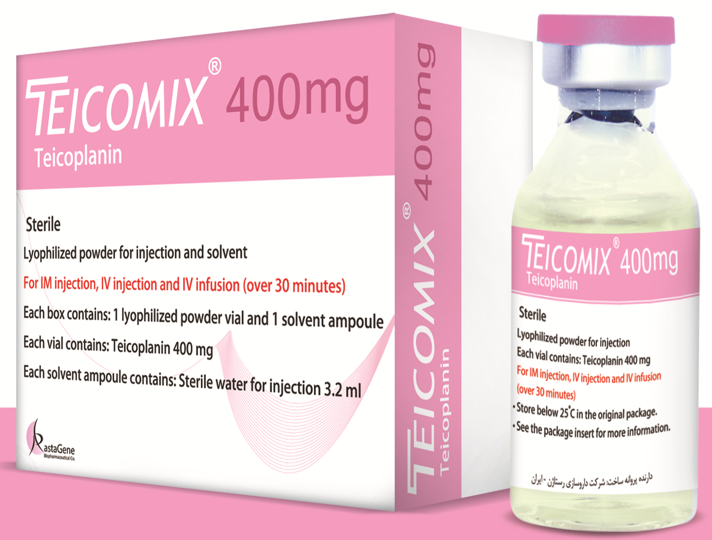 TEICOMIX® 400mg
Teicoplanin
Sterile
Lyophilized powder for injection and solvent
For IM injection, IV injection and IV infusion (over 30 minutes)
Each box contains: 1 lyophilized powder vial and 1 solvent ampoule
Each vial contains: Teicoplanin 400 mg
Each solvent ampoule contains: Sterile water for injection 3.2 ml
RastaGene
Biopharmaceutical Co.
TEICOMIX® 400mg
Teicoplanin
TEICOMIX® 400mg
Teicoplanin
Sterile
Lyophilized powder for injection
Each vial contains: Teicoplanin 400 mg
For IM injection, IV injection and IV infusion
(over 30 minutes)
• Store below 25°C in the original package.
• See the package insert for more information.
دارنده پروانه ساخت: شرکت داروسازی رستاژن - ایران